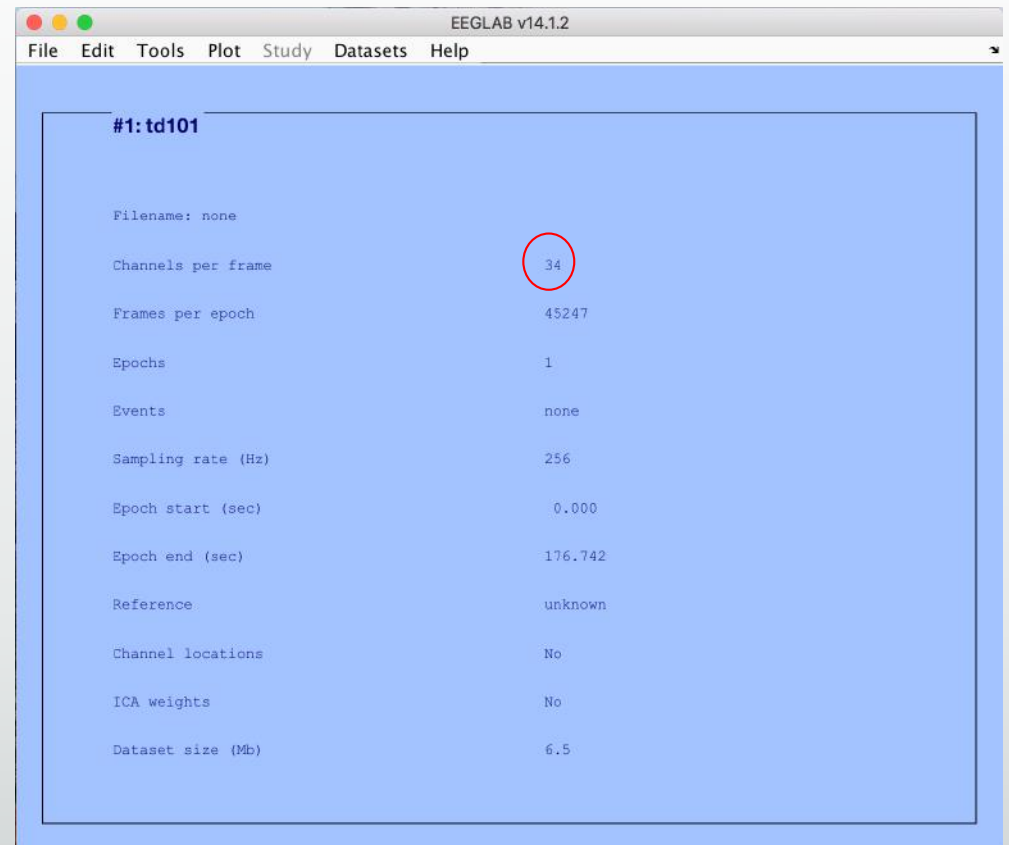 EEGLAB v14.1.2
File Edit Tools Plot Study Datasets Help
#1: td101
Filename: none
Channels per frame 34
Frames per epoch 45247
Epochs 1
Events none
Sampling rate (Hz) 256
Epoch start (sec) 0.000
Epoch end (sec) 176.742
Reference unknown
Channel locations No
ICA weights No
Dataset size (Mb) 6.5